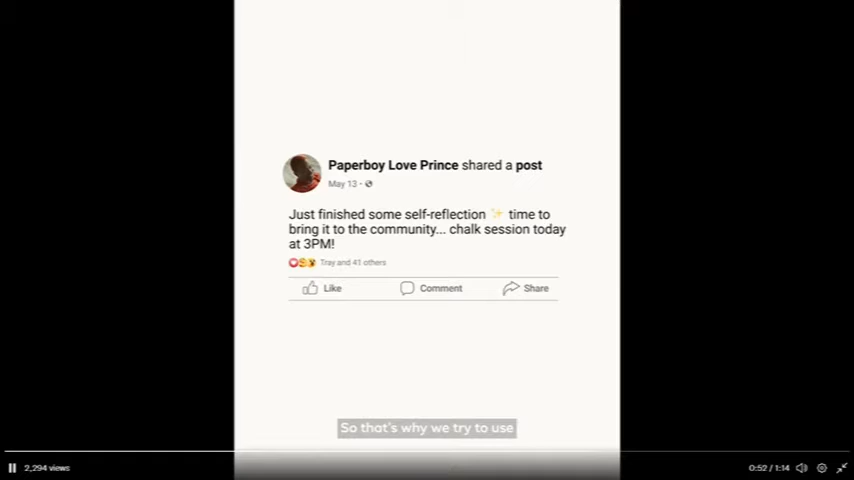 Paperboy Love Prince shared a post
May 13 ·
Just finished some self-reflection ✨ time to
bring it to the community... chalk session today
at 3PM!
Tray and 41 others
Like Comment Share
So that's why we try to use
2,294 views 0:52 / 1:14